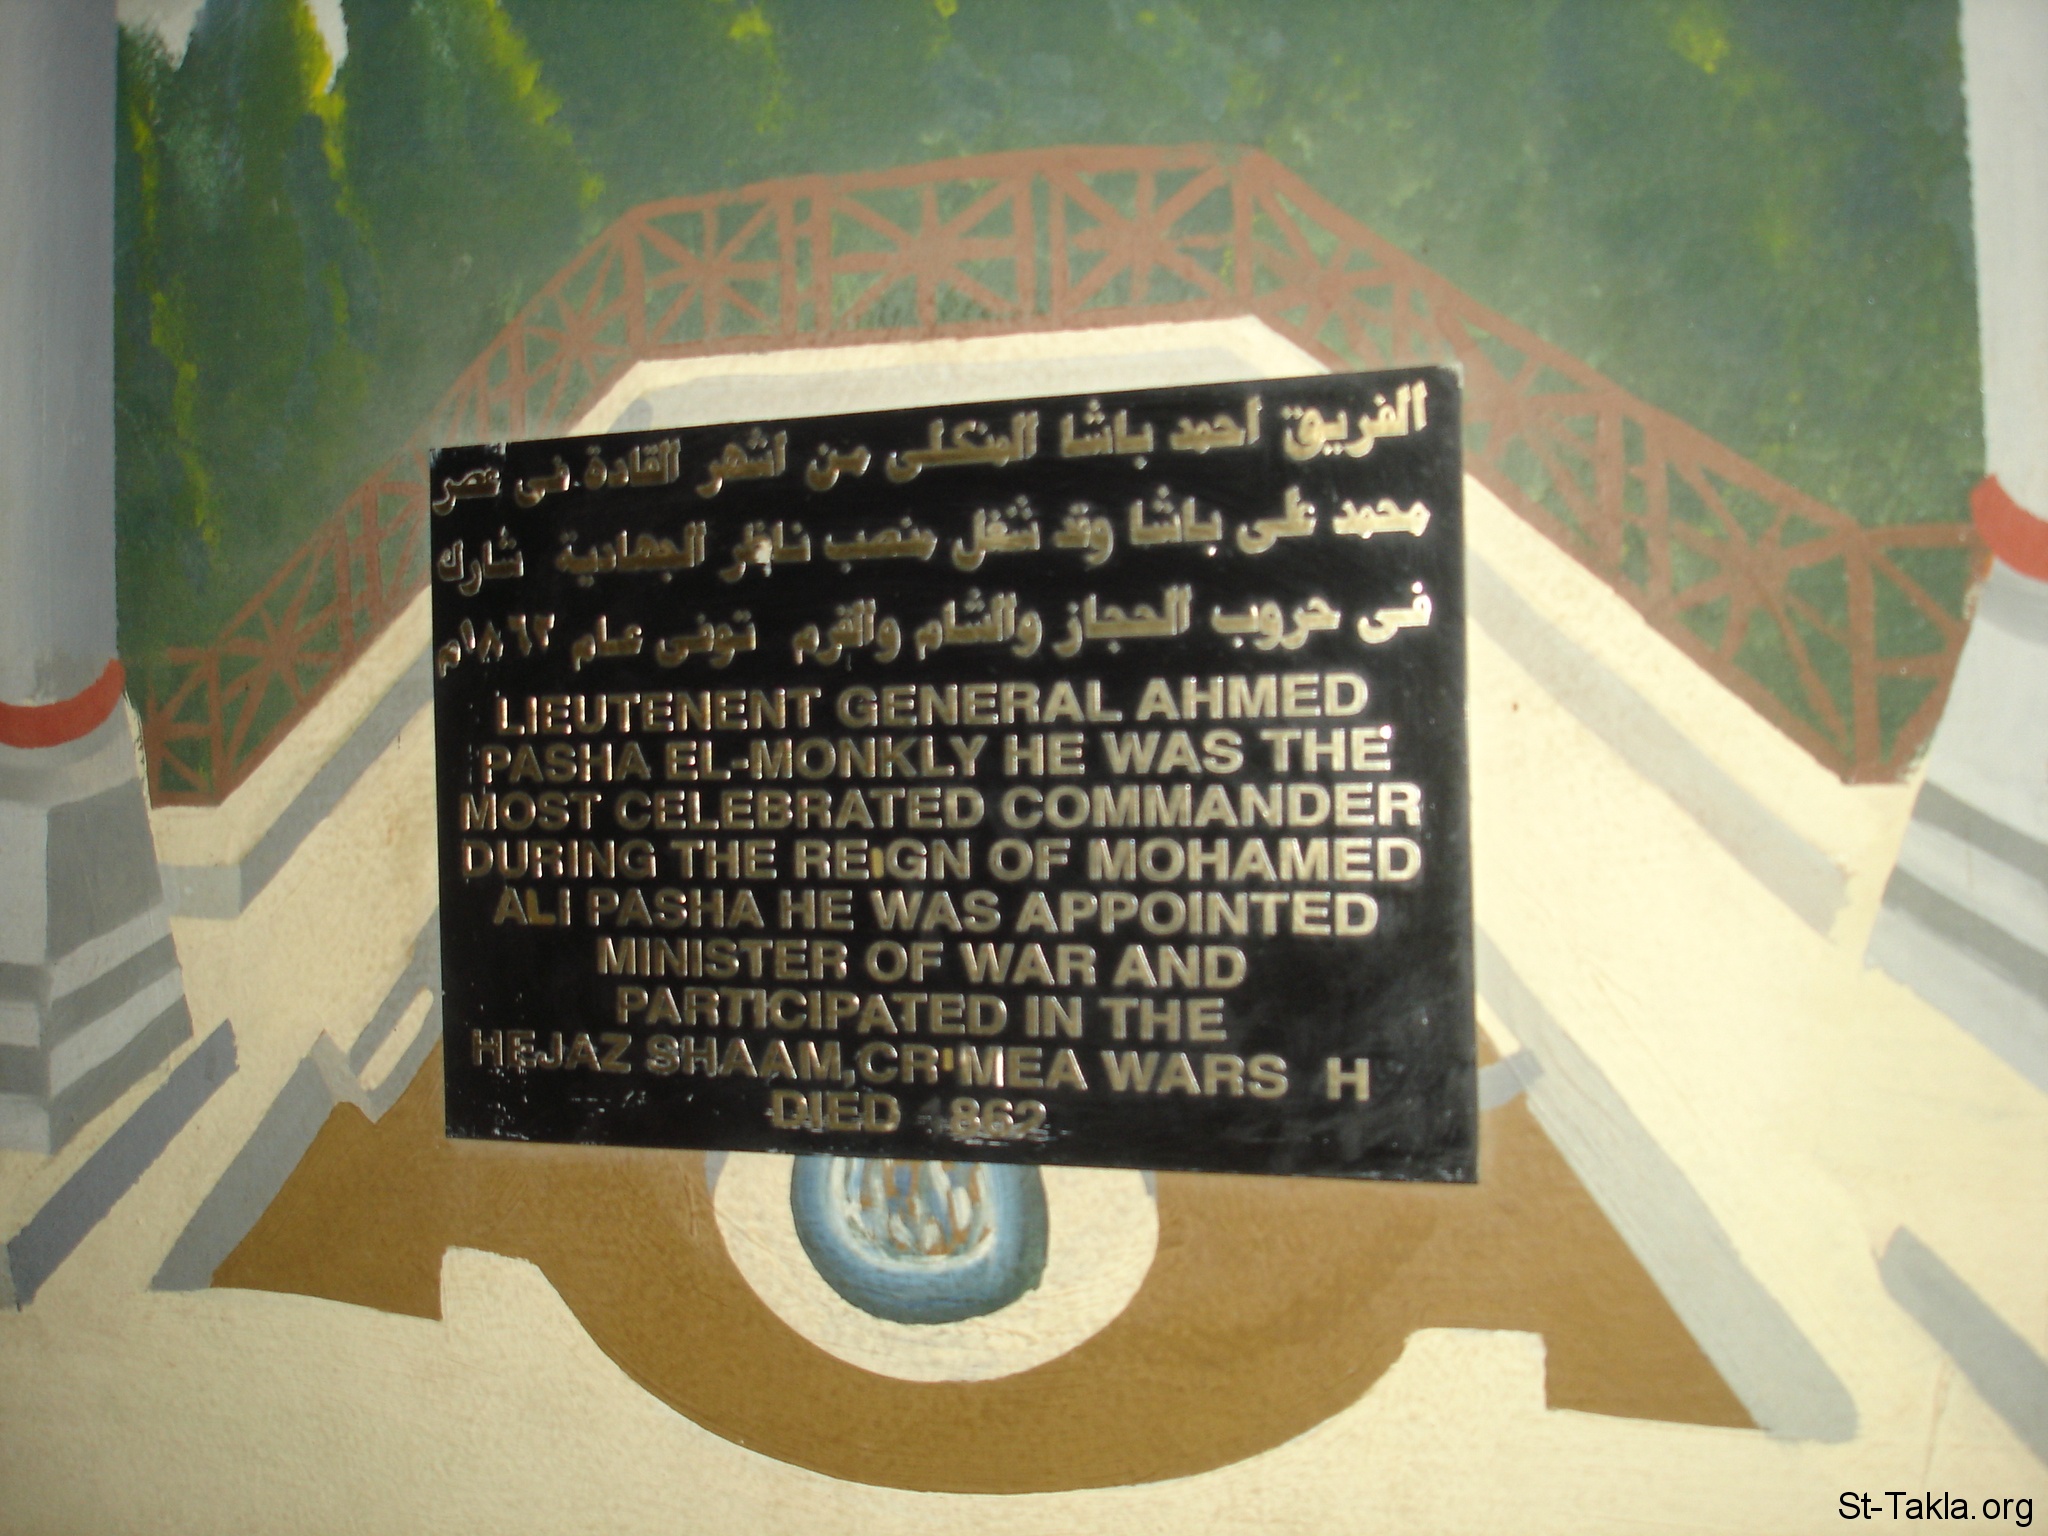 الفريق احمد باشا المنكلى من اشهر القادة فى عصر
محمد على باشا وقد شغل منصب ناظر الجهادية شارك
فى حروب الحجاز والشام والقرم توفى عام ١٨٦٢م
LIEUTENENT GENERAL AHMED
PASHA EL-MONKLY HE WAS THE
MOST CELEBRATED COMMANDER
DURING THE REIGN OF MOHAMED
ALI PASHA HE WAS APPOINTED
MINISTER OF WAR AND
PARTICIPATED IN THE
HEJAZ SHAAM,CRIMEA WARS H
DIED 1862
St-Takla.org